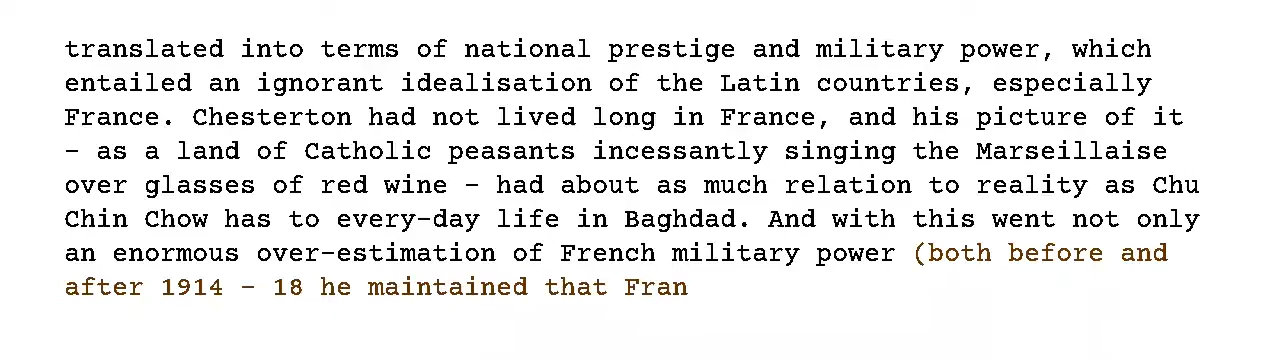 translated into terms of national prestige and military power, which
entailed an ignorant idealisation of the Latin countries, especially
France. Chesterton had not lived long in France, and his picture of it
– as a land of Catholic peasants incessantly singing the Marseillaise
over glasses of red wine – had about as much relation to reality as Chu
Chin Chow has to every-day life in Baghdad. And with this went not only
an enormous over-estimation of French military power (both before and
after 1914 – 18 he maintained that Fran